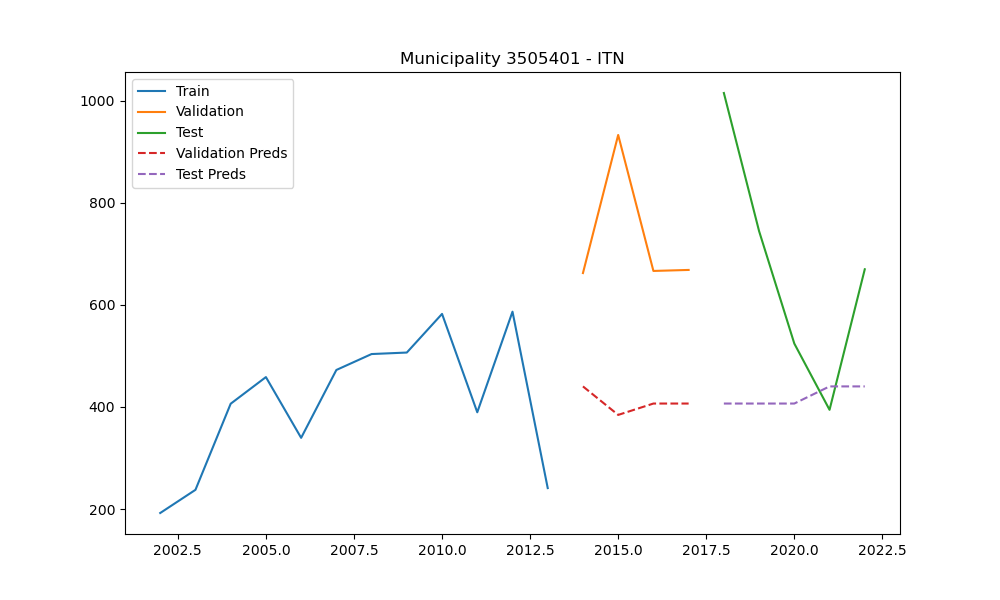 Municipality 3505401 - ITN
Train
Validation
Test
Validation Preds
Test Preds
1000
800
600
400
200
2002.5 2005.0 2007.5 2010.0 2012.5 2015.0 2017.5 2020.0 2022.5